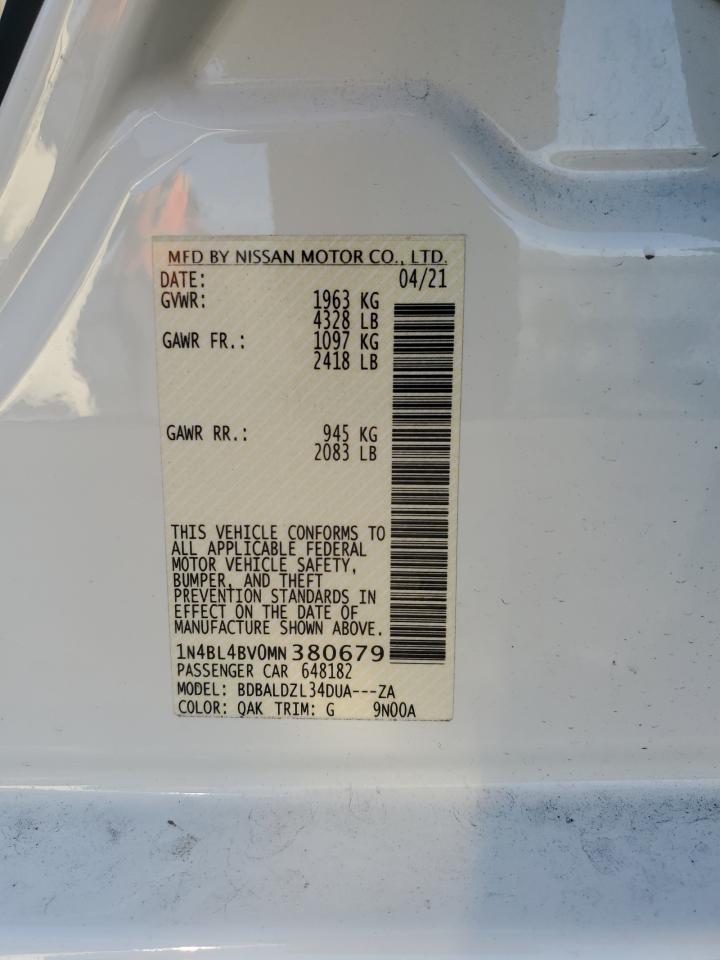 MFD BY NISSAN MOTOR CO., LTD.
DATE: 04/21
GVWR: 1963 KG
4328 LB
GAWR FR.: 1097 KG
2418 LB
GAWR RR.: 945 KG
2083 LB
THIS VEHICLE CONFORMS TO
ALL APPLICABLE FEDERAL
MOTOR VEHICLE SAFETY,
BUMPER, AND THEFT
PREVENTION STANDARDS IN
EFFECT ON THE DATE OF
MANUFACTURE SHOWN ABOVE.
1N4BL4BV0MN380679
PASSENGER CAR 648182
MODEL: BDBALDZL34DUA---ZA
COLOR: QAK TRIM: G 9N00A